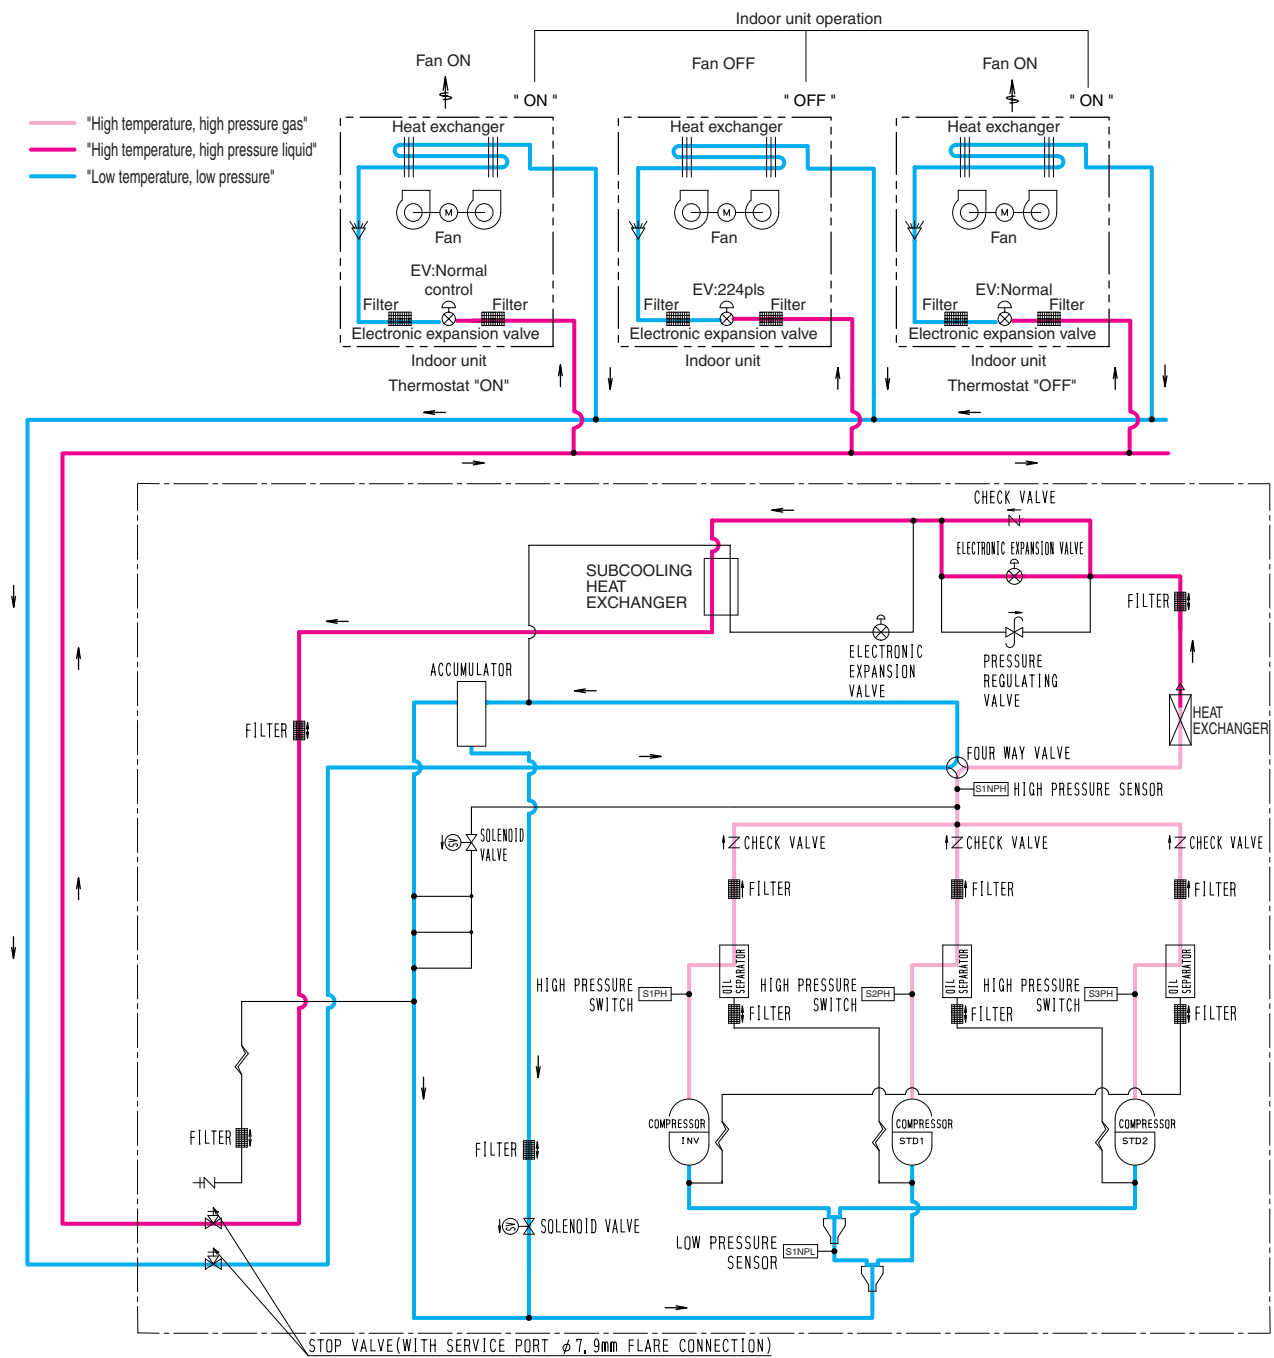 Indoor unit operation
Fan ON
Fan OFF
Fan ON
" ON "
" OFF "
" ON "
"High temperature, high pressure gas"
"High temperature, high pressure liquid"
"Low temperature, low pressure"
Heat exchanger
Heat exchanger
Heat exchanger
M
M
M
Fan
Fan
Fan
EV:Normal
control
EV:224pls
EV:Normal
Filter
Filter
Filter
Filter
Filter
Filter
Electronic expansion valve
Electronic expansion valve
Electronic expansion valve
Indoor unit
Indoor unit
Indoor unit
Thermostat "ON"
Thermostat "OFF"
CHECK VALVE
ELECTRONIC EXPANSION VALVE
SUBCOOLING
HEAT
EXCHANGER
FILTER
ELECTRONIC
EXPANSION
VALVE
PRESSURE
REGULATING
VALVE
ACCUMULATOR
HEAT
EXCHANGER
FILTER
FOUR WAY VALVE
S1NPH
HIGH PRESSURE SENSOR
SV
SOLENOID
VALVE
CHECK VALVE
CHECK VALVE
CHECK VALVE
FILTER
FILTER
FILTER
OIL
SEPARATOR
OIL
SEPARATOR
OIL
SEPARATOR
HIGH PRESSURE
SWITCH
S1PH
HIGH PRESSURE
SWITCH
S2PH
HIGH PRESSURE
SWITCH
S3PH
FILTER
FILTER
FILTER
COMPRESSOR
INV
COMPRESSOR
STD1
COMPRESSOR
STD2
FILTER
FILTER
SV
SOLENOID VALVE
LOW PRESSURE
SENSOR
S1NPL
STOP VALVE(WITH SERVICE PORT φ7,9mm FLARE CONNECTION)